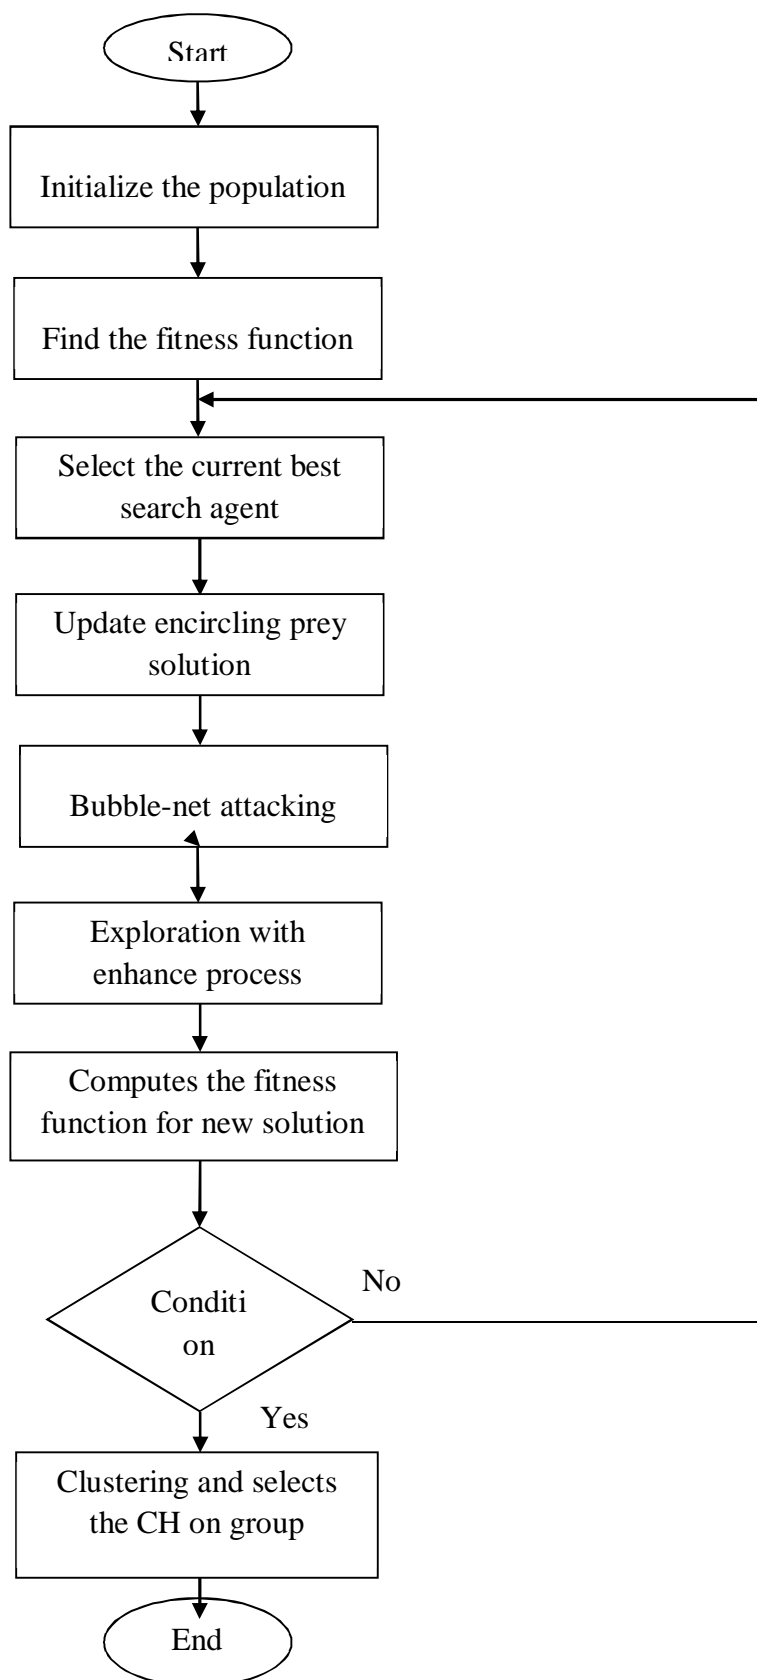 Start
Initialize the population
Find the fitness function
Select the current best
search agent
Update encircling prey
solution
Bubble-net attacking
Exploration with
enhance process
Computes the fitness
function for new solution
No
Conditi
on
Yes
Clustering and selects
the CH on group
End